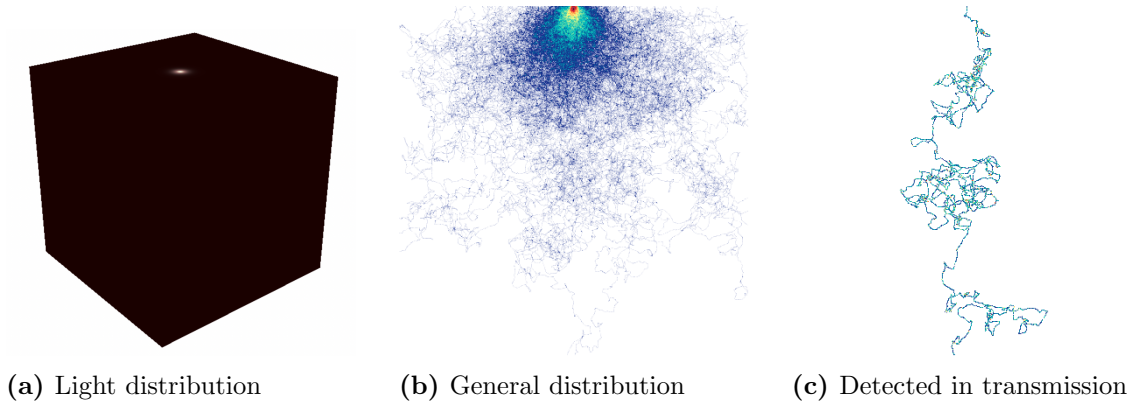 (a) Light distribution
(b) General distribution
(c) Detected in transmission